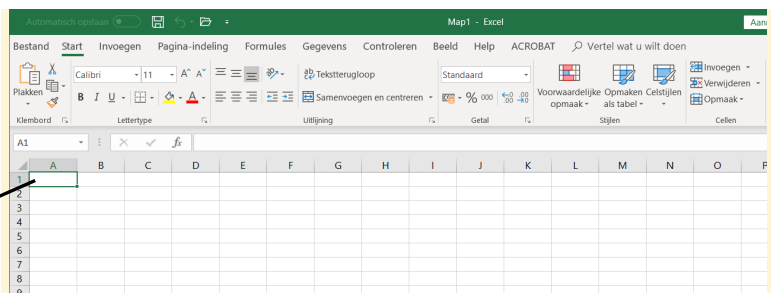 Automatisch opslaan
Map1 - Excel
Bestand Start Invoegen Pagina-indeling Formules Gegevens Controleren Beeld Help ACROBAT Vertel wat u wilt doen
Plakken
Calibri 11 A^ A˅
B I U A
ab Tekstterugloop
Samenvoegen en centreren
Standaard
% 000
Voorwaardelijke opmaak
Opmaken als tabel
Celstijlen
Invoegen
Verwijderen
Opmaak
Klembord Lettertype Uitlijning Getal Stijlen Cellen
A1 fx
A B C D E F G H I J K L M N O
1
2
3
4
5
6
7
8